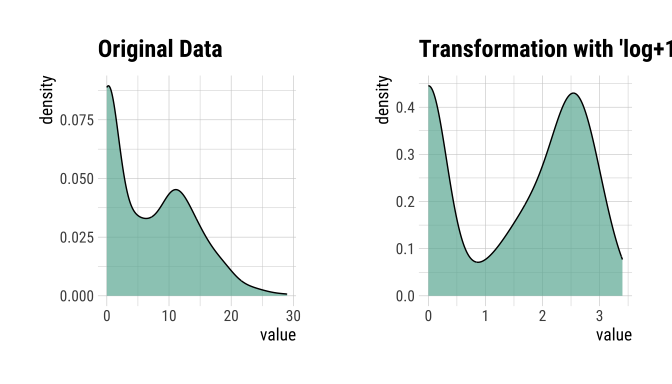 Original Data
density
0.075
0.050
0.025
0.000
0 10 20 30
value
Transformation with 'log+1
density
0.4
0.3
0.2
0.1
0.0
0 1 2 3
value